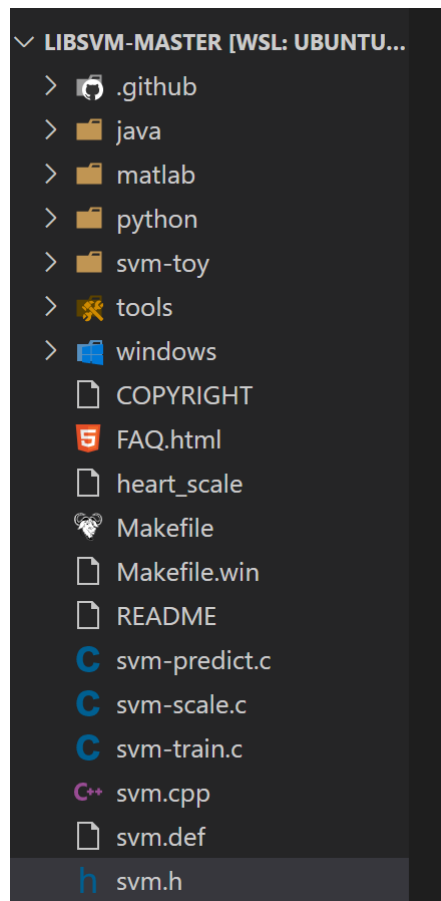 LIBSVM-MASTER [WSL: UBUNTU...
.github
java
matlab
python
svm-toy
tools
windows
COPYRIGHT
FAQ.html
heart_scale
Makefile
Makefile.win
README
svm-predict.c
svm-scale.c
svm-train.c
svm.cpp
svm.def
svm.h